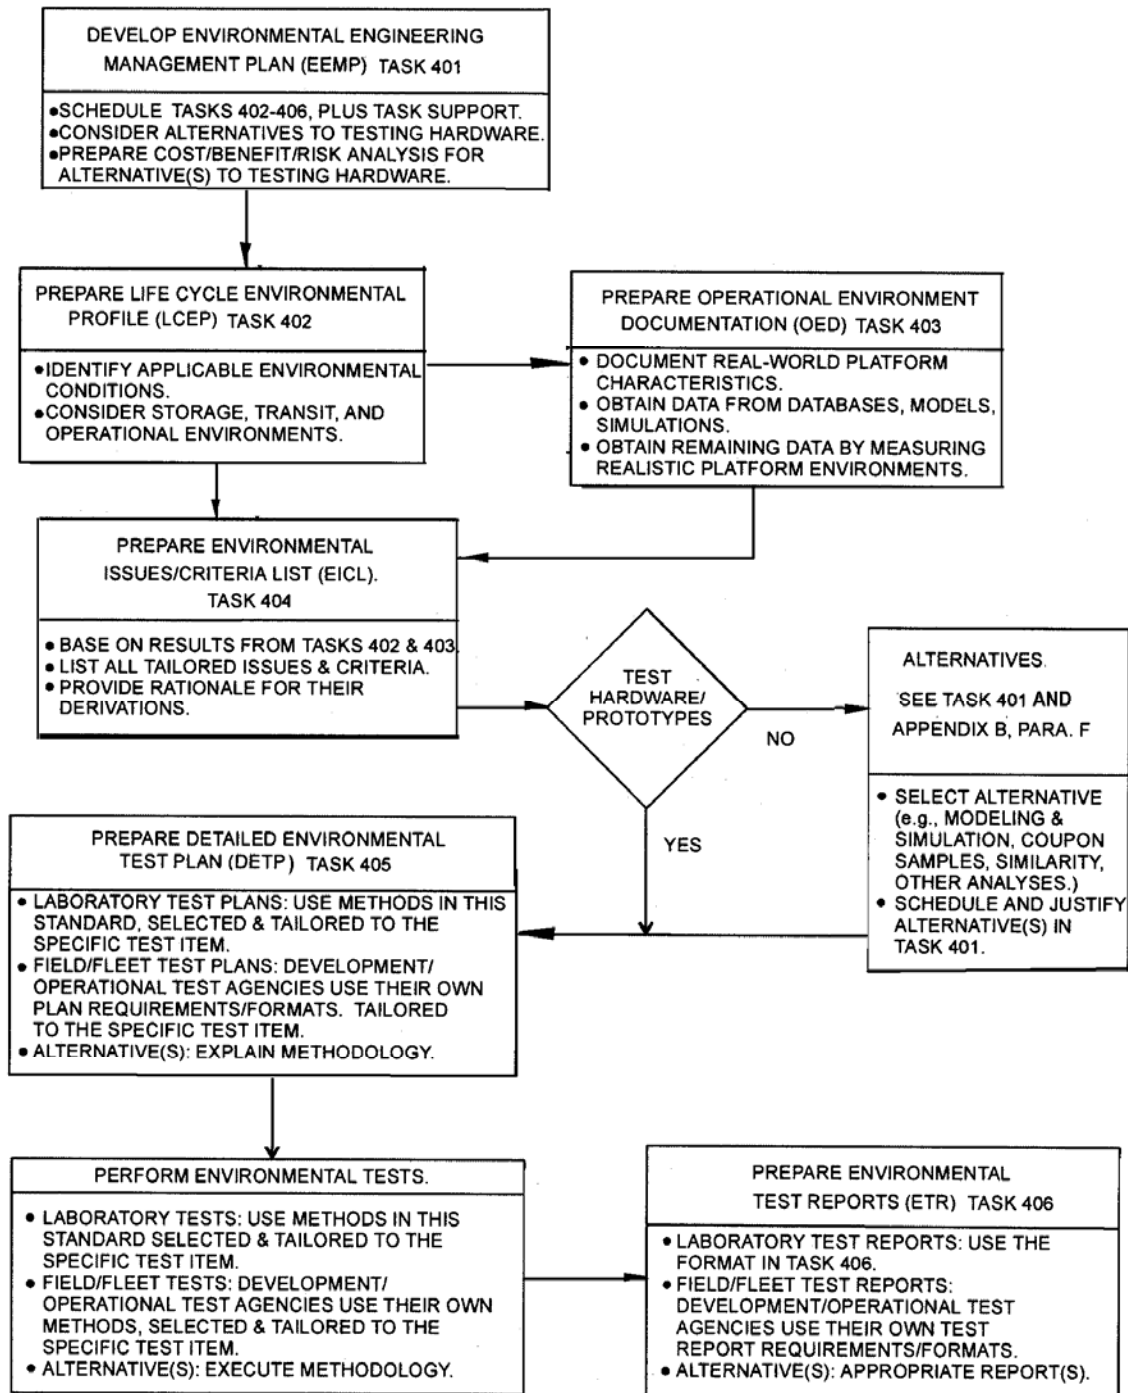 DEVELOP ENVIRONMENTAL ENGINEERING
MANAGEMENT PLAN (EEMP) TASK 401
●SCHEDULE TASKS 402-406, PLUS TASK SUPPORT.
●CONSIDER ALTERNATIVES TO TESTING HARDWARE.
●PREPARE COST/BENEFIT/RISK ANALYSIS FOR
ALTERNATIVE(S) TO TESTING HARDWARE.
PREPARE LIFE CYCLE ENVIRONMENTAL
PROFILE (LCEP) TASK 402
●IDENTIFY APPLICABLE ENVIRONMENTAL
CONDITIONS.
●CONSIDER STORAGE, TRANSIT, AND
OPERATIONAL ENVIRONMENTS.
PREPARE OPERATIONAL ENVIRONMENT
DOCUMENTATION (OED) TASK 403
● DOCUMENT REAL-WORLD PLATFORM
CHARACTERISTICS.
● OBTAIN DATA FROM DATABASES, MODELS,
SIMULATIONS.
● OBTAIN REMAINING DATA BY MEASURING
REALISTIC PLATFORM ENVIRONMENTS.
PREPARE ENVIRONMENTAL
ISSUES/CRITERIA LIST (EICL).
TASK 404
● BASE ON RESULTS FROM TASKS 402 & 403
● LIST ALL TAILORED ISSUES & CRITERIA.
● PROVIDE RATIONALE FOR THEIR
DERIVATIONS.
TEST
HARDWARE/
PROTOTYPES
NO
YES
ALTERNATIVES.
SEE TASK 401 AND
APPENDIX B, PARA. F
● SELECT ALTERNATIVE
(e.g., MODELING &
SIMULATION, COUPON
SAMPLES, SIMILARITY,
OTHER ANALYSES.)
● SCHEDULE AND JUSTIFY
ALTERNATIVE(S) IN
TASK 401.
PREPARE DETAILED ENVIRONMENTAL
TEST PLAN (DETP) TASK 405
● LABORATORY TEST PLANS: USE METHODS IN THIS
STANDARD, SELECTED & TAILORED TO THE
SPECIFIC TEST ITEM.
● FIELD/FLEET TEST PLANS: DEVELOPMENT/
OPERATIONAL TEST AGENCIES USE THEIR OWN
PLAN REQUIREMENTS/FORMATS. TAILORED
TO THE SPECIFIC TEST ITEM.
● ALTERNATIVE(S): EXPLAIN METHODOLOGY.
PERFORM ENVIRONMENTAL TESTS.
● LABORATORY TESTS: USE METHODS IN THIS
STANDARD SELECTED & TAILORED TO THE
SPECIFIC TEST ITEM.
● FIELD/FLEET TESTS: DEVELOPMENT/
OPERATIONAL TEST AGENCIES USE THEIR OWN
METHODS, SELECTED & TAILORED TO THE
SPECIFIC TEST ITEM.
● ALTERNATIVE(S): EXECUTE METHODOLOGY.
PREPARE ENVIRONMENTAL
TEST REPORTS (ETR) TASK 406
● LABORATORY TEST REPORTS: USE THE
FORMAT IN TASK 406.
● FIELD/FLEET TEST REPORTS:
DEVELOPMENT/OPERATIONAL TEST
AGENCIES USE THEIR OWN TEST
REPORT REQUIREMENTS/FORMATS.
● ALTERNATIVE(S): APPROPRIATE REPORT(S).